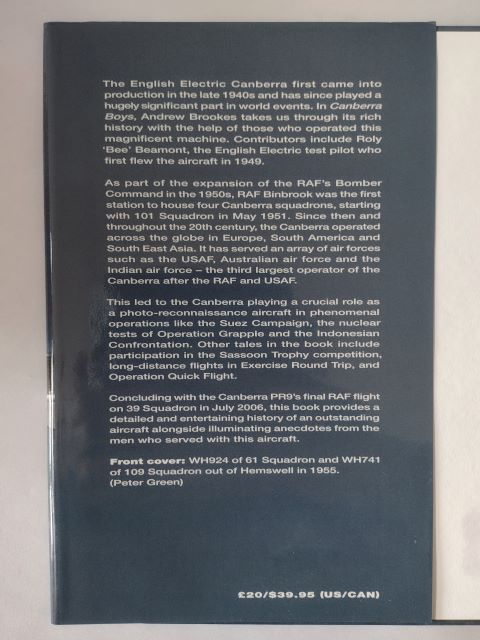 The English Electric Canberra first came into
production in the late 1940s and has since played a
hugely significant part in world events. In Canberra
Boys, Andrew Brookes takes us through its rich
history with the help of those who operated this
magnificent machine. Contributors include Roly
'Bee' Beamont, the English Electric test pilot who
first flew the aircraft in 1949.
As part of the expansion of the RAF's Bomber
Command in the 1950s, RAF Binbrook was the first
station to house four Canberra squadrons, starting
with 101 Squadron in May 1951. Since then and
throughout the 20th century, the Canberra operated
across the globe in Europe, South America and
South East Asia. It has served an array of air forces
such as the USAF, Australian air force and the
Indian air force – the third largest operator of the
Canberra after the RAF and USAF.
This led to the Canberra playing a crucial role as
a photo-reconnaissance aircraft in phenomenal
operations like the Suez Campaign, the nuclear
tests of Operation Grapple and the Indonesian
Confrontation. Other tales in the book include
participation in the Sassoon Trophy competition,
long-distance flights in Exercise Round Trip, and
Operation Quick Flight.
Concluding with the Canberra PR9's final RAF flight
on 39 Squadron in July 2006, this book provides a
detailed and entertaining history of an outstanding
aircraft alongside illuminating anecdotes from the
men who served with this aircraft.
Front cover: WH924 of 61 Squadron and WH741
of 109 Squadron out of Hemswell in 1955.
(Peter Green)
£20/$39.95 (US/CAN)